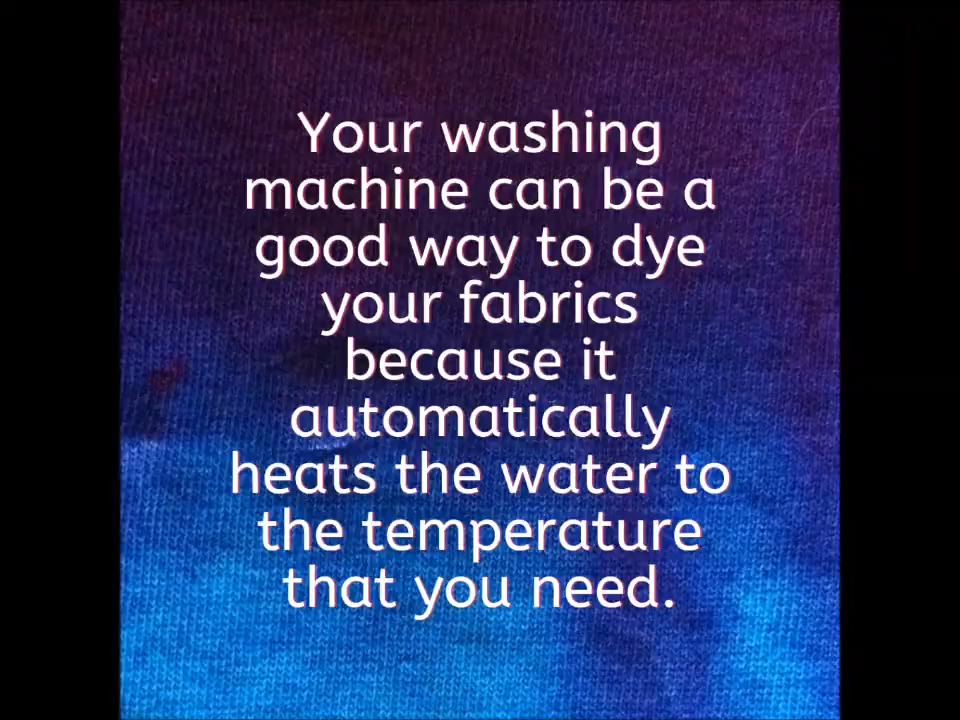 Your washing
machine can be a
good way to dye
your fabrics
because it
automatically
heats the water to
the temperature
that you need.